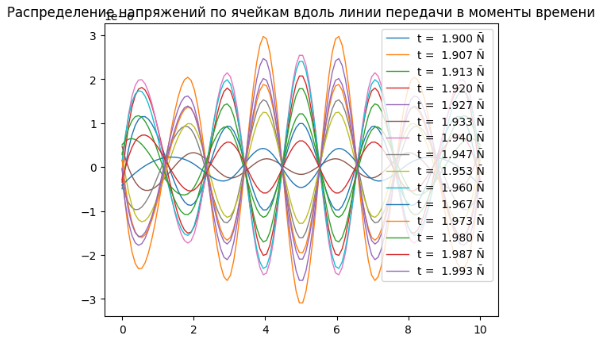 Распределение напряжений по ячейкам вдоль линии передачи в моменты времени
3
2
1
0
−1
−2
−3
0
2
4
6
8
10
t = 1.900 Ñ
t = 1.907 Ñ
t = 1.913 Ñ
t = 1.920 Ñ
t = 1.927 Ñ
t = 1.933 Ñ
t = 1.940 Ñ
t = 1.947 Ñ
t = 1.953 Ñ
t = 1.960 Ñ
t = 1.967 Ñ
t = 1.973 Ñ
t = 1.980 Ñ
t = 1.987 Ñ
t = 1.993 Ñ